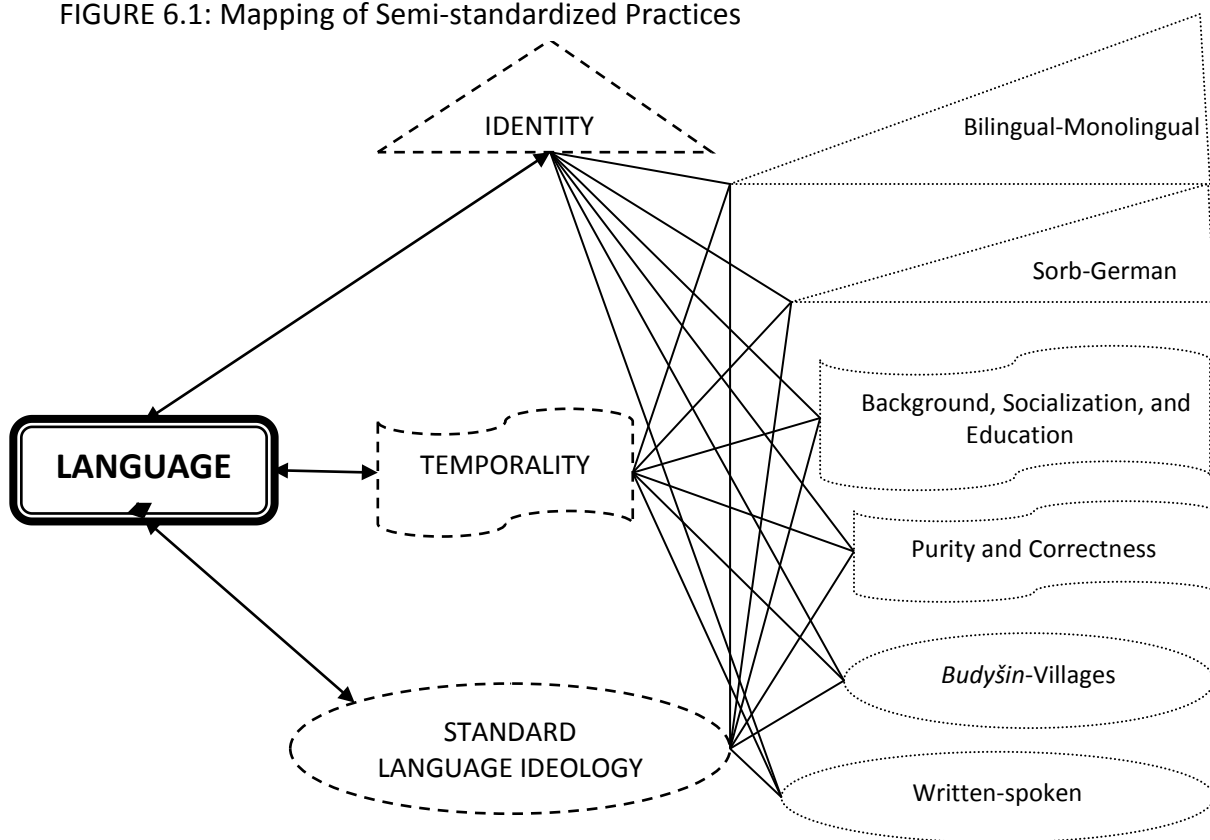 FIGURE 6.1: Mapping of Semi-standardized Practices
IDENTITY
Bilingual-Monolingual
Sorb-German
Background, Socialization, and
Education
LANGUAGE
TEMPORALITY
Purity and Correctness
Budyšin-Villages
STANDARD
LANGUAGE IDEOLOGY
Written-spoken